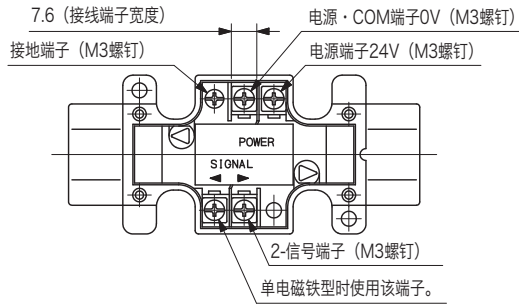 7.6（接线端子宽度）
电源・COM端子0V（M3螺钉）
接地端子（M3螺钉）
电源端子24V（M3螺钉）
POWER
SIGNAL
2-信号端子（M3螺钉）
单电磁铁型时使用该端子。